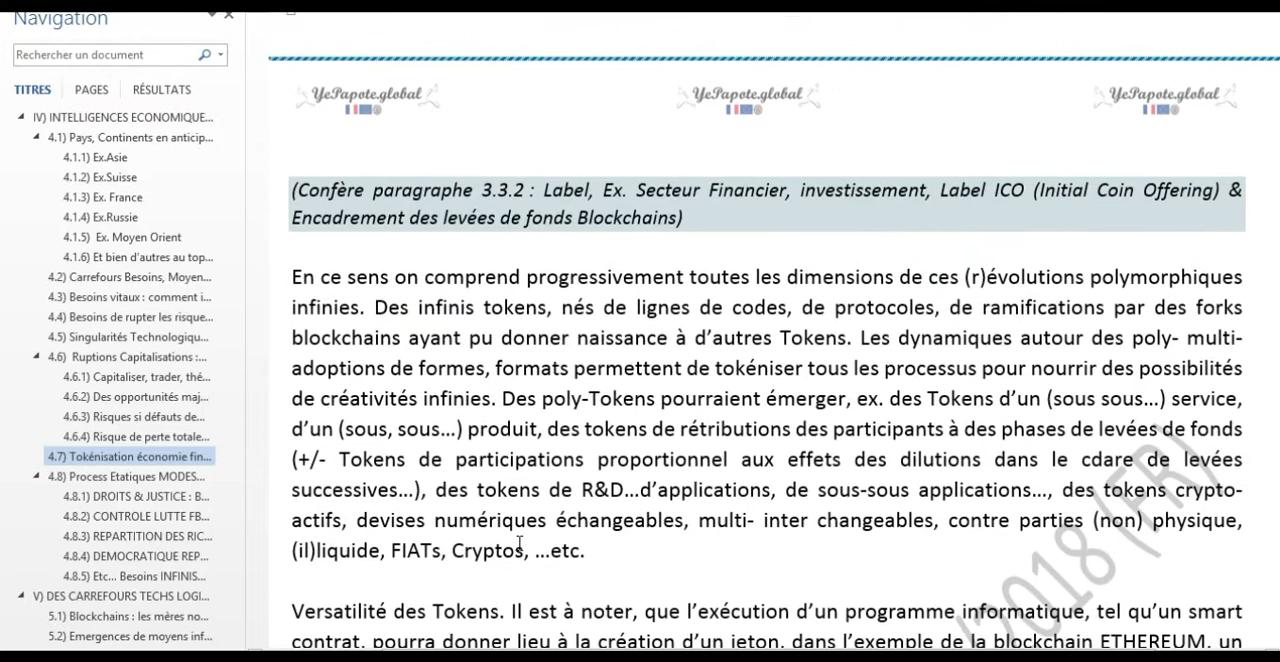 Navigation
Rechercher un document
TITRES PAGES RÉSULTATS
IV) INTELLIGENCES ECONOMIQUE...
4.1) Pays, Continents en anticip...
4.1.1) Ex.Asie
4.1.2) Ex.Suisse
4.1.3) Ex. France
4.1.4) Ex.Russie
4.1.5) Ex. Moyen Orient
4.1.6) Et bien d'autres au top...
4.2) Carrefours Besoins, Moyen...
4.3) Besoins vitaux : comment i...
4.4) Besoins de rupter les risque...
4.5) Singularités Technologiqu...
4.6) Ruptions Capitalisations :...
4.6.1) Capitaliser, trader, thé...
4.6.2) Des opportunités maj...
4.6.3) Risques si défauts de...
4.6.4) Risque de perte totale...
4.7) Tokénisation économie fin...
4.8) Process Etatiques MODES...
4.8.1) DROITS & JUSTICE : B...
4.8.2) CONTROLE LUTTE FB...
4.8.3) REPARTITION DES RIC...
4.8.4) DEMOCRATIQUE REP...
4.8.5) Etc... Besoins INFINIS...
V) DES CARREFOURS TECHS LOGI...
5.1) Blockchains : les mères no...
5.2) Emergences de moyens inf...
YePapote.global YePapote.global YePapote.global
(Confère paragraphe 3.3.2 : Label, Ex. Secteur Financier, investissement, Label ICO (Initial Coin Offering) &
Encadrement des levées de fonds Blockchains)
En ce sens on comprend progressivement toutes les dimensions de ces (r)évolutions polymorphiques
infinies. Des infinis tokens, nés de lignes de codes, de protocoles, de ramifications par des forks
blockchains ayant pu donner naissance à d'autres Tokens. Les dynamiques autour des poly- multi-
adoptions de formes, formats permettent de tokéniser tous les processus pour nourrir des possibilités
de créativités infinies. Des poly-Tokens pourraient émerger, ex. des Tokens d'un (sous sous...) service,
d'un (sous, sous...) produit, des tokens de rétributions des participants à des phases de levées de fonds
(+/- Tokens de participations proportionnel aux effets des dilutions dans le cdare de levées
successives...), des tokens de R&D...d'applications, de sous-sous applications..., des tokens crypto-
actifs, devises numériques échangeables, multi- inter changeables, contre parties (non) physique,
(il)liquide, FIATs, Cryptos, ...etc.
Versatilité des Tokens. Il est à noter, que l'exécution d'un programme informatique, tel qu'un smart
contrat, pourra donner lieu à la création d'un jeton, dans l'exemple de la blockchain ETHEREUM, un
/2018 (FR)